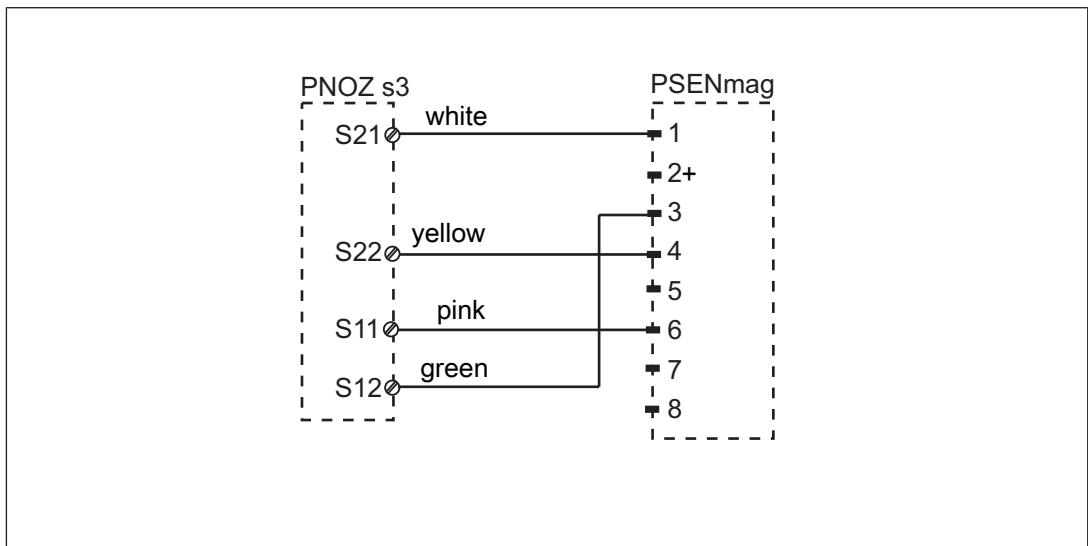 PNOZ s3
PSENmag
white
S21
1
2+
3
yellow
S22
4
5
pink
S11
6
green
7
S12
8